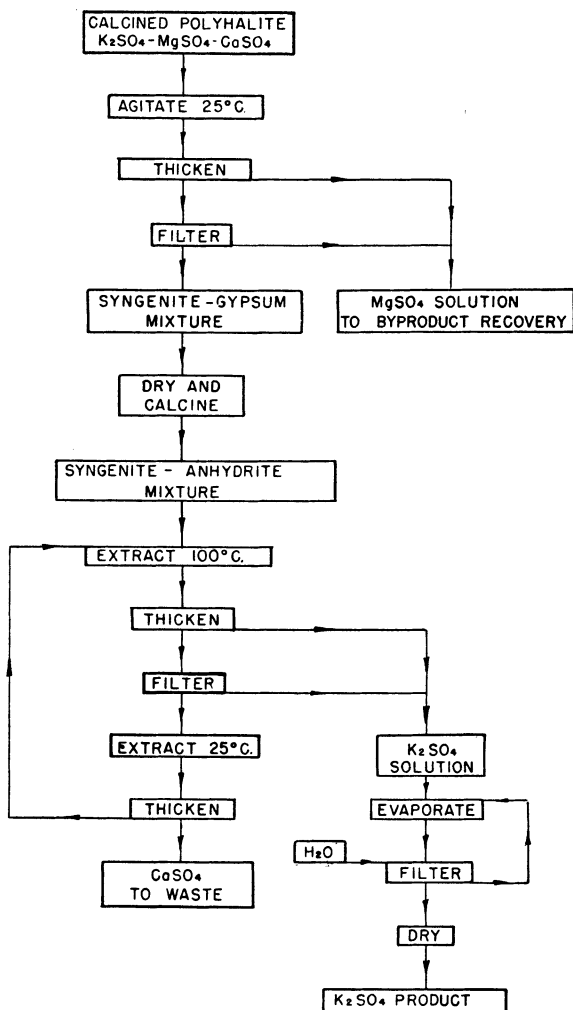 CALCINED POLYHALITE
K2SO4-MgSO4-CaSO4
AGITATE 25°C.
THICKEN
FILTER
SYNGENITE-GYPSUM
MIXTURE
MgSO4 SOLUTION
TO BYPRODUCT RECOVERY
DRY AND
CALCINE
SYNGENITE - ANHYDRITE
MIXTURE
EXTRACT 100°C.
THICKEN
FILTER
EXTRACT 25°C.
THICKEN
CaSO4
TO WASTE
K2SO4
SOLUTION
EVAPORATE
H2O
FILTER
DRY
K2SO4 PRODUCT